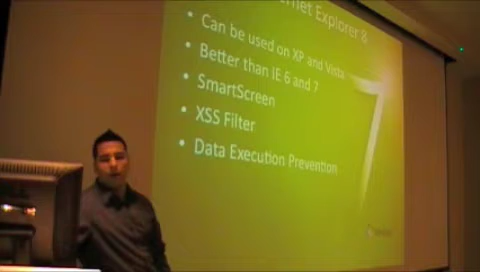 Explorer 8
• Can be used on XP and Vista
• Better than IE 6 and 7
• SmartScreen
• XSS Filter
• Data Execution Prevention
7